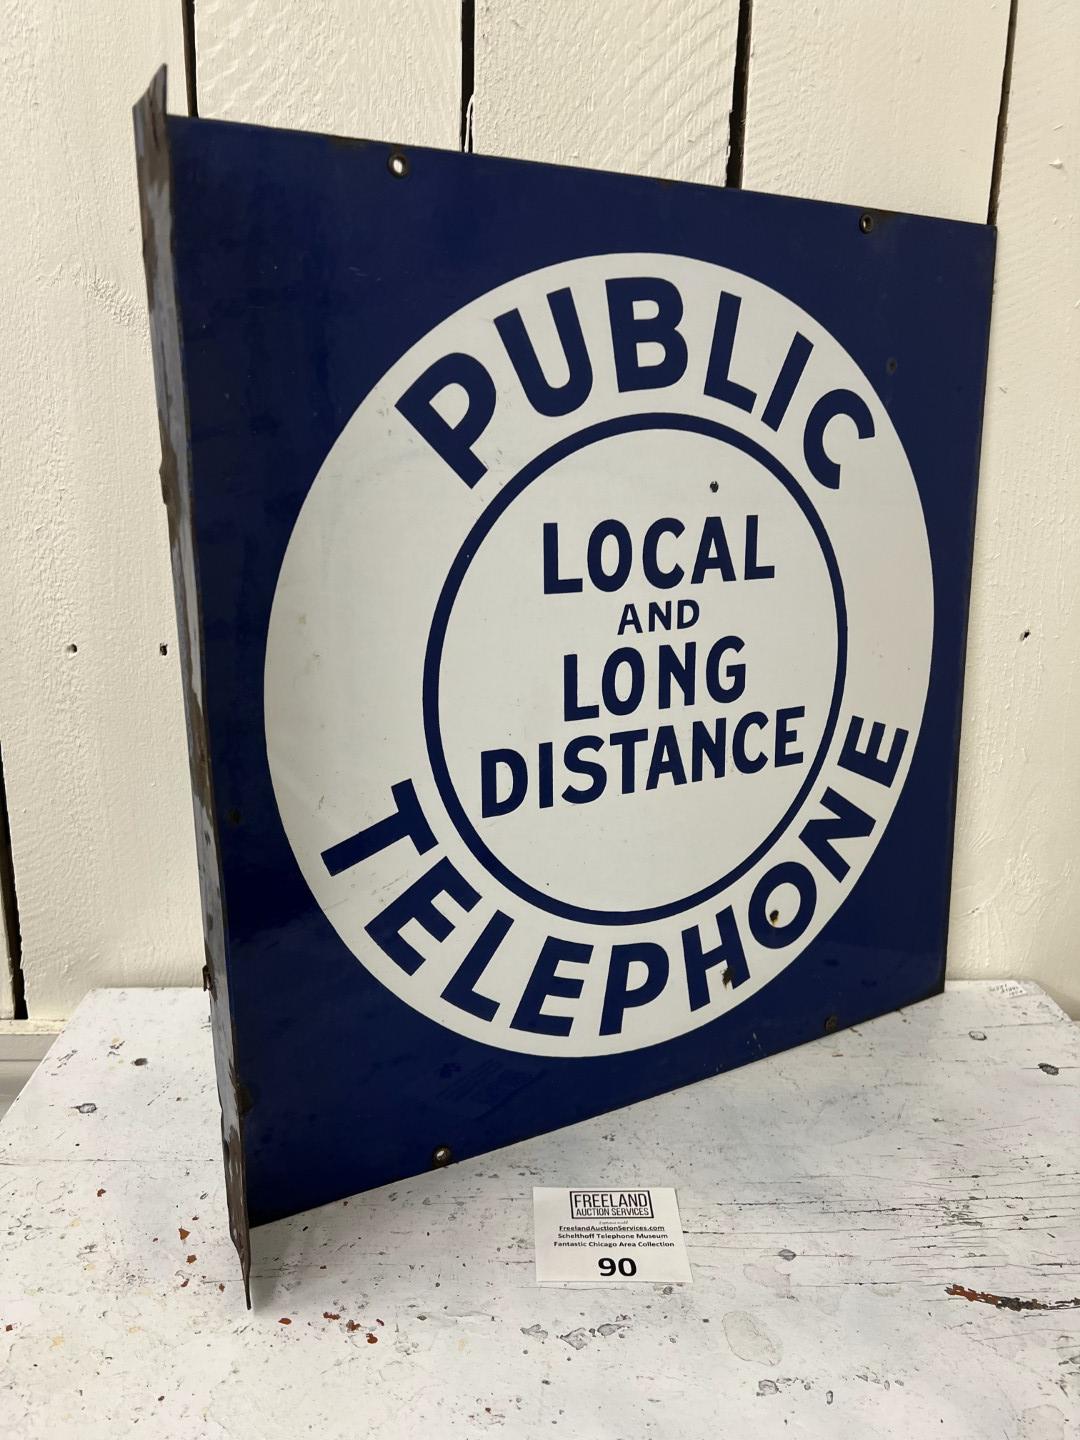 PUBLIC
LOCAL
AND
LONG
DISTANCE
TELEPHONE
FREELAND
AUCTION SERVICES
FreelandAuctionServices.com
Schelthoff Telephone Museum
Fantastic Chicago Area Collection
90